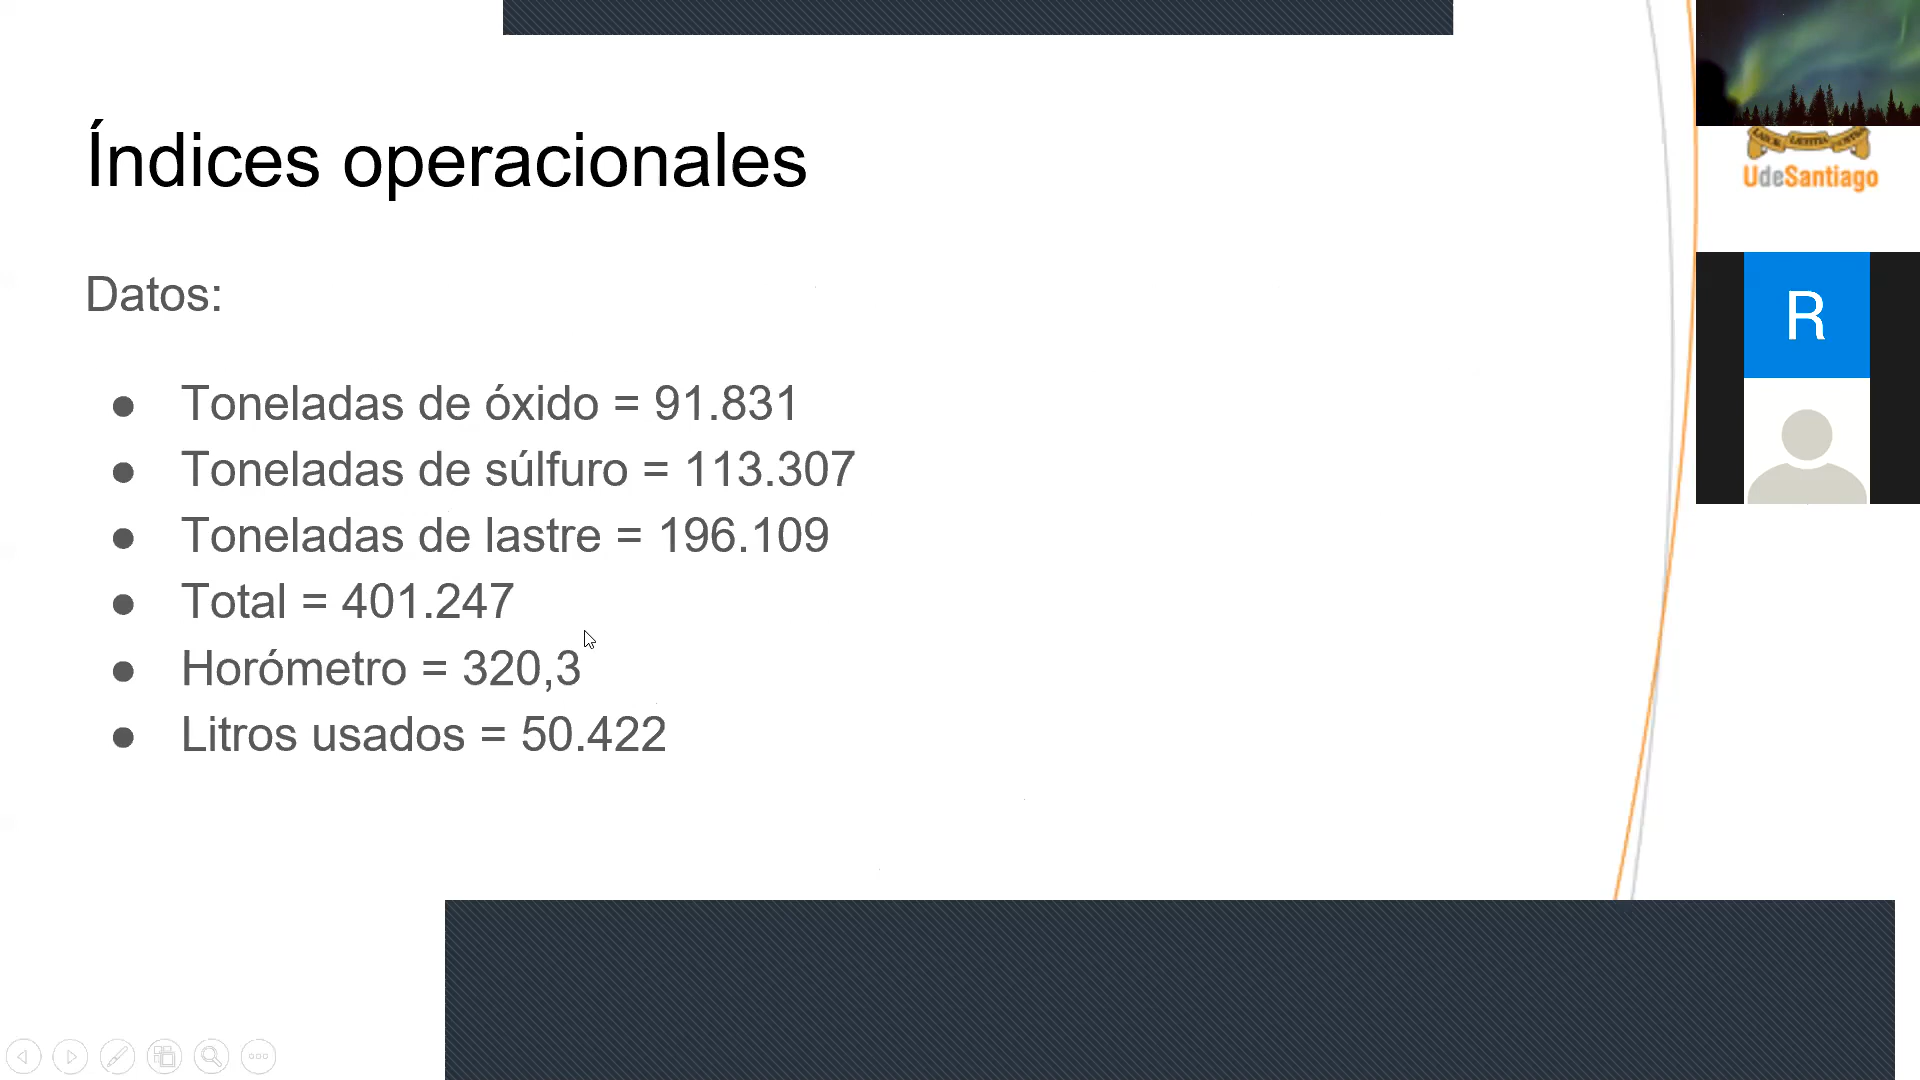 Índices operacionales
Datos:
● Toneladas de óxido = 91.831
● Toneladas de súlfuro = 113.307
● Toneladas de lastre = 196.109
● Total = 401.247
● Horómetro = 320,3
● Litros usados = 50.422
UdeSantiago
R